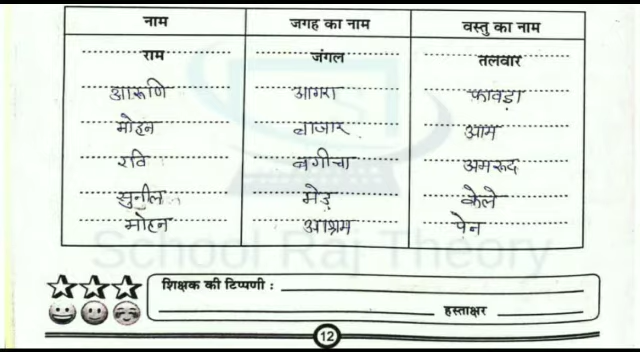 नाम जगह का नाम वस्तु का नाम
राम जंगल तलवार
आरूणि आगरा फावड़ा
मोहन बाजार आम
रवि बगीचा अमरूद
सुनील मेड़ केले
मोहन आश्रम पेन
School Raj Theory
शिक्षक की टिप्पणी :
हस्ताक्षर
12